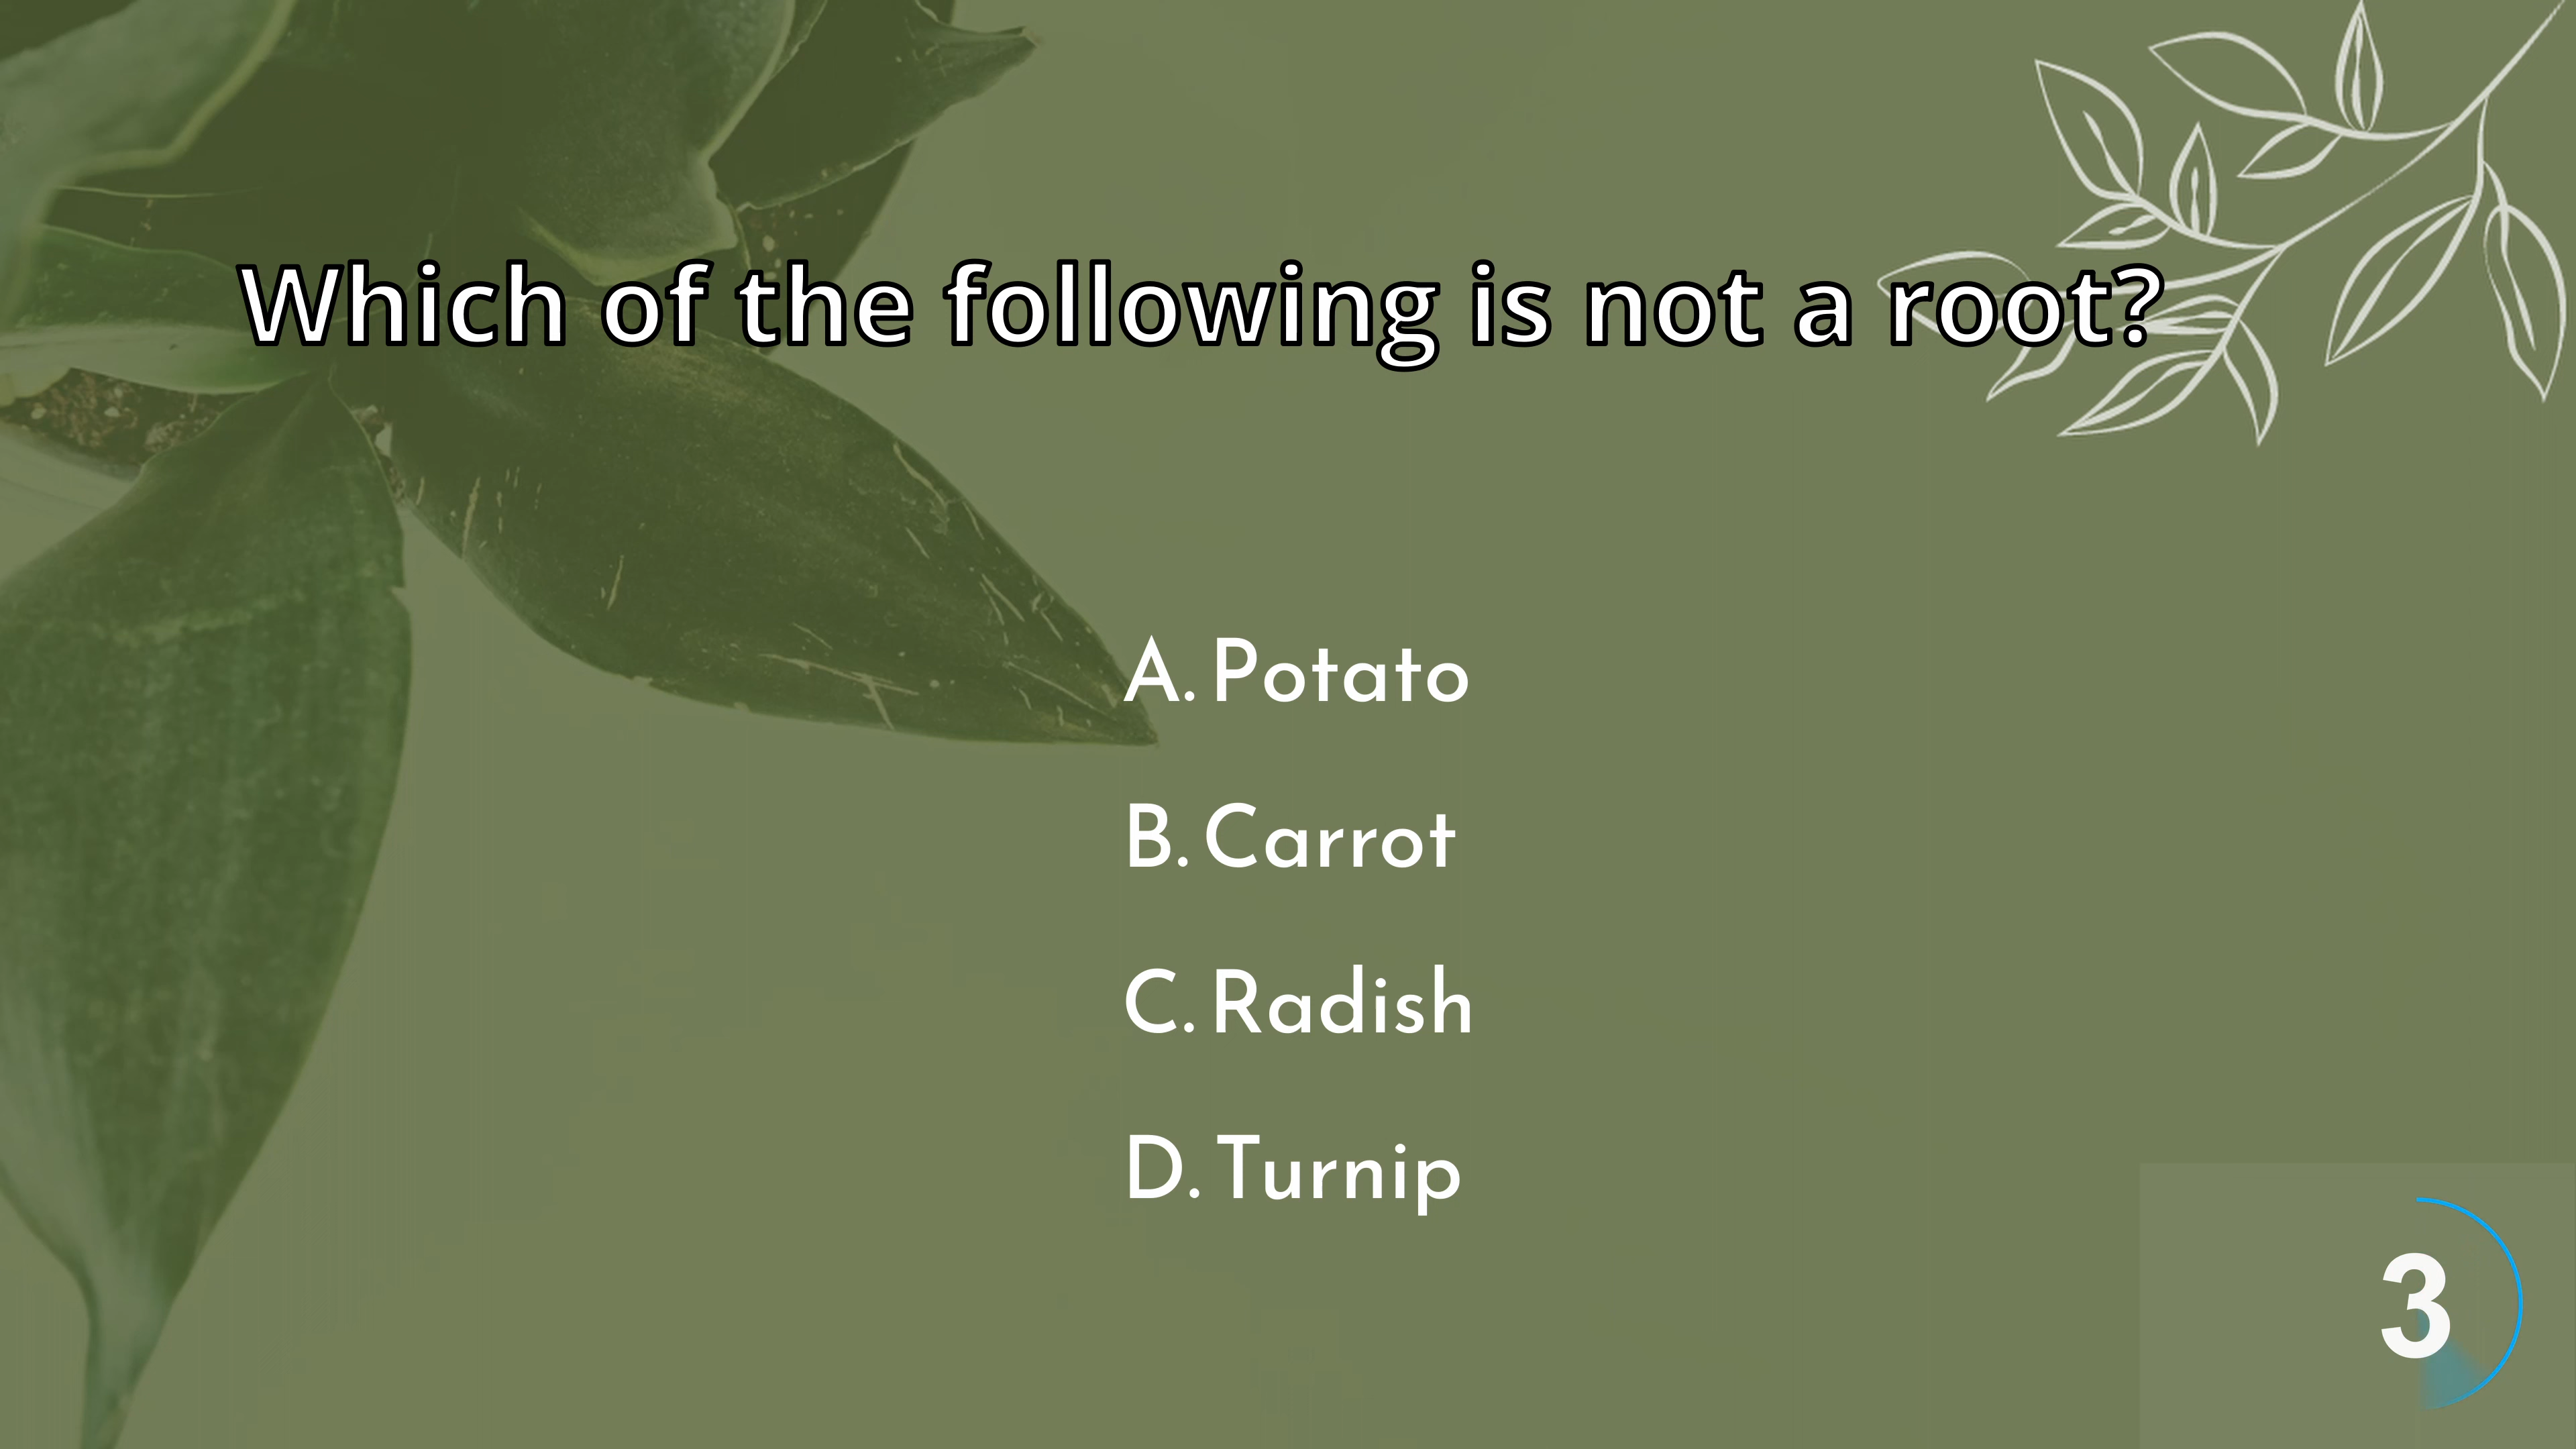 Which of the following is not a root?
A. Potato
B. Carrot
C. Radish
D. Turnip
3